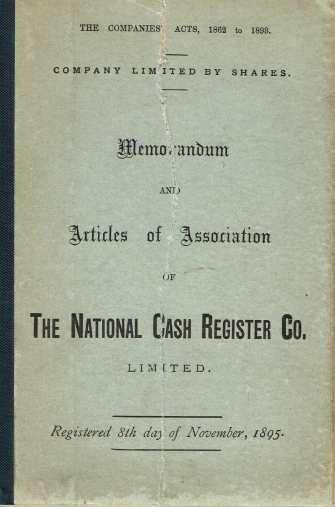 THE COMPANIES' ACTS, 1862 to 1893.
COMPANY LIMITED BY SHARES.
Memorandum
AND
Articles of Association
OF
THE NATIONAL CASH REGISTER CO.
LIMITED.
Registered 8th day of November, 1895.